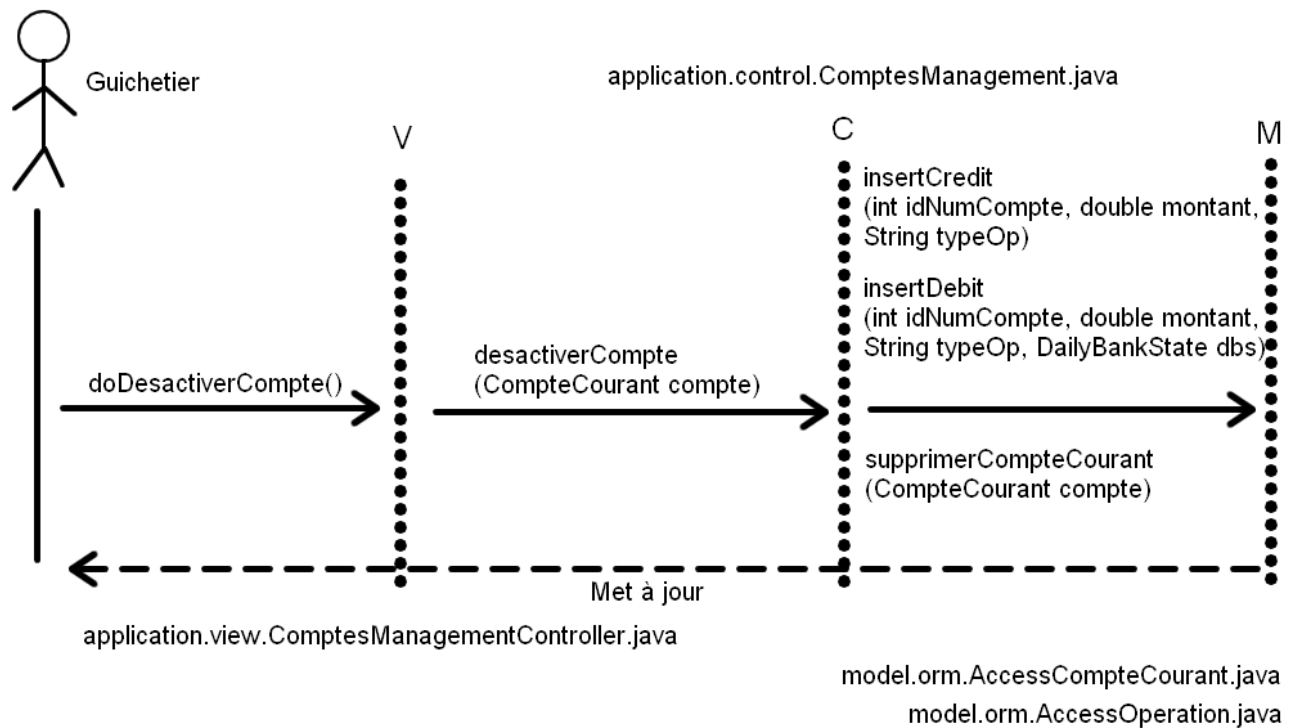 Guichetier
application.control.ComptesManagement.java
V
C
M
insertCredit
(int idNumCompte, double montant,
String typeOp)
insertDebit
(int idNumCompte, double montant,
String typeOp, DailyBankState dbs)
doDesactiverCompte()
desactiverCompte
(CompteCourant compte)
supprimerCompteCourant
(CompteCourant compte)
Met à jour
application.view.ComptesManagementController.java
model.orm.AccessCompteCourant.java
model.orm.AccessOperation.java